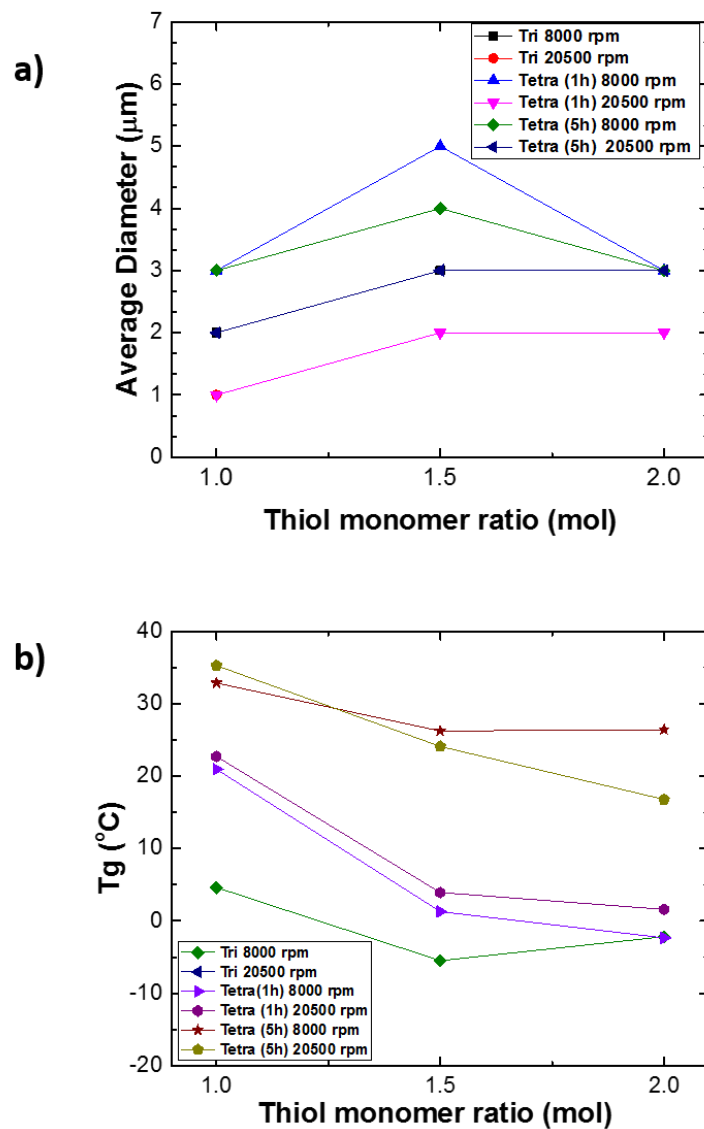 a)
7
6
5
4
3
2
1
0
Average Diameter (μm)
Tri 8000 rpm
Tri 20500 rpm
Tetra (1h) 8000 rpm
Tetra (1h) 20500 rpm
Tetra (5h) 8000 rpm
Tetra (5h) 20500 rpm
1.0 1.5 2.0
Thiol monomer ratio (mol)
b)
40
30
20
10
0
-10
-20
Tg (°C)
Tri 8000 rpm
Tri 20500 rpm
Tetra(1h) 8000 rpm
Tetra (1h) 20500 rpm
Tetra (5h) 8000 rpm
Tetra (5h) 20500 rpm
1.0 1.5 2.0
Thiol monomer ratio (mol)